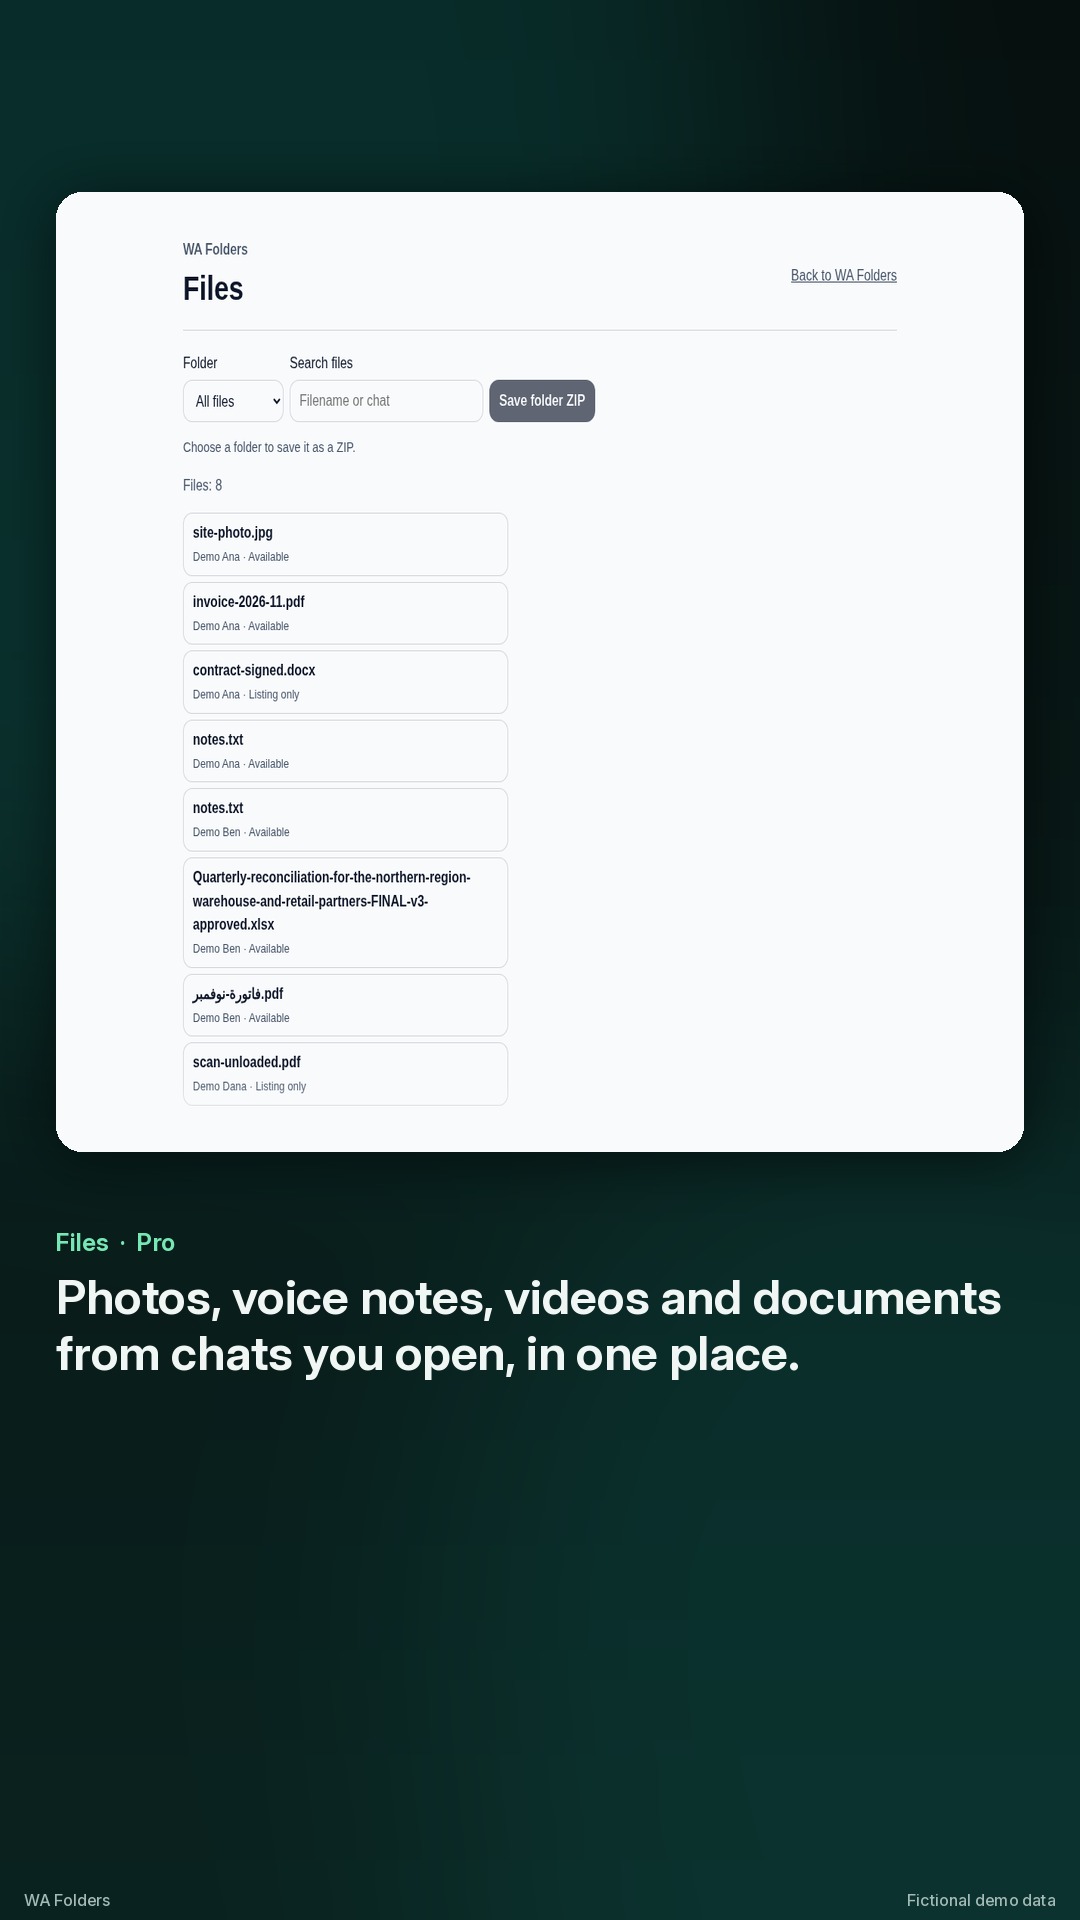 WA Folders
Files
Back to WA Folders
Folder
Search files
All files
Filename or chat
Save folder ZIP
Choose a folder to save it as a ZIP.
Files: 8
site-photo.jpg
Demo Ana · Available
invoice-2026-11.pdf
Demo Ana · Available
contract-signed.docx
Demo Ana · Listing only
notes.txt
Demo Ana · Available
notes.txt
Demo Ben · Available
Quarterly-reconciliation-for-the-northern-region-
warehouse-and-retail-partners-FINAL-v3-
approved.xlsx
Demo Ben · Available
فاتورة-نوفمبر.pdf
Demo Ben · Available
scan-unloaded.pdf
Demo Dana · Listing only
Files · Pro
Photos, voice notes, videos and documents
from chats you open, in one place.
WA Folders
Fictional demo data